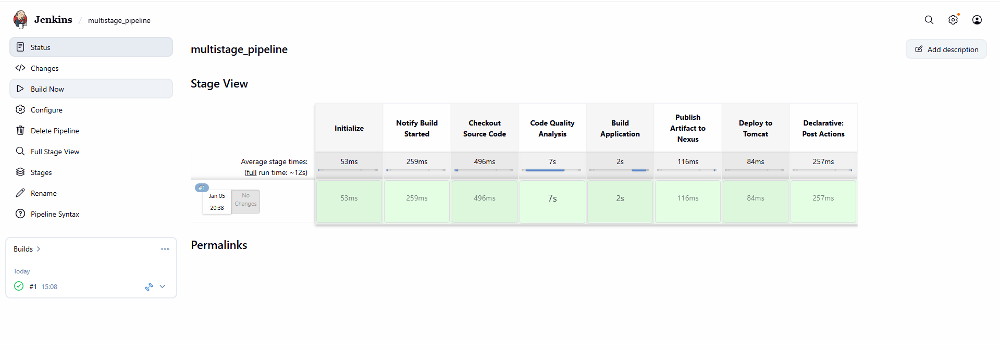 Jenkins / multistage_pipeline
Status
Changes
Build Now
Configure
Delete Pipeline
Full Stage View
Stages
Rename
Pipeline Syntax
Builds
Today
#1 15:08
multistage_pipeline
Add description
Stage View
Initialize
Notify Build
Started
Checkout
Source Code
Code Quality
Analysis
Build
Application
Publish
Artifact to
Nexus
Deploy to
Tomcat
Declarative:
Post Actions
Average stage times:
(full run time: ~12s)
53ms 259ms 496ms 7s 2s 116ms 84ms 257ms
#1
Jan 05
20:38
No
Changes
53ms 259ms 496ms 7s 2s 116ms 84ms 257ms
Permalinks